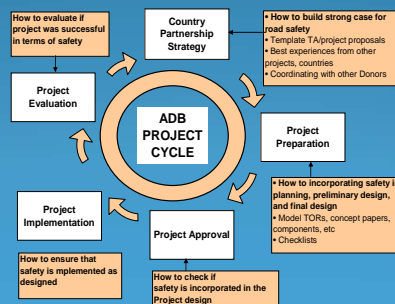 How to evaluate if
project was successful
in terms of safety
Country
Partnership
Strategy
• How to build strong case for
road safety
• Template TA/project proposals
• Best experiences from other
projects, countries
• Coordinating with other Donors
Project
Evaluation
ADB
PROJECT
CYCLE
Project
Preparation
• How to incorporating safety in
planning, preliminary design,
and final design
• Model TORs, concept papers,
components, etc
• Checklists
Project
Implementation
Project Approval
How to ensure that
safety is mplemented as
designed
How to check if
safety is incorporated in the
Project design